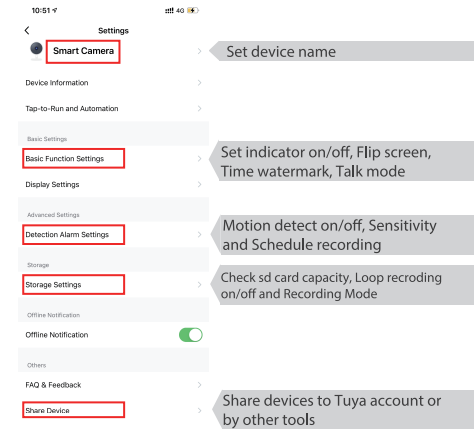 10:51 4G
Settings
Smart Camera
Set device name
Device Information
Tap-to-Run and Automation
Basic Settings
Basic Function Settings
Set indicator on/off, Flip screen,
Time watermark, Talk mode
Display Settings
Advanced Settings
Detection Alarm Settings
Motion detect on/off, Sensitivity
and Schedule recording
Storage
Storage Settings
Check sd card capacity, Loop recroding
on/off and Recording Mode
Offline Notification
Offline Notification
Others
FAQ & Feedback
Share Device
Share devices to Tuya account or
by other tools